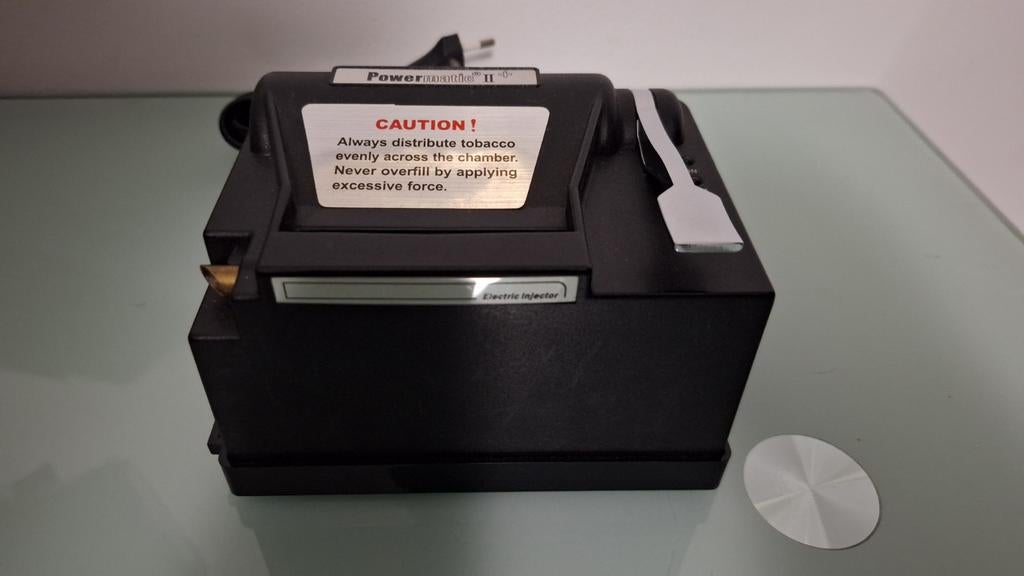 Powermatic® II +
CAUTION !
Always distribute tobacco
evenly across the chamber.
Never overfill by applying
excessive force.
Electric Injector